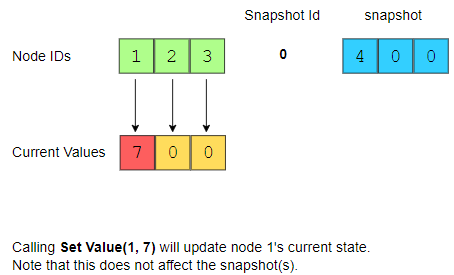 Snapshot Id snapshot
Node IDs 1 2 3 0 4 0 0
Current Values 7 0 0
Calling Set Value(1, 7) will update node 1's current state.
Note that this does not affect the snapshot(s).